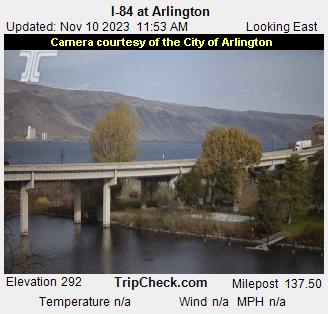 I-84 at Arlington
Updated: Nov 10 2023 11:53 AM Looking East
Camera courtesy of the City of Arlington
Elevation 292 TripCheck.com Milepost 137.50
Temperature n/a Wind n/a MPH n/a